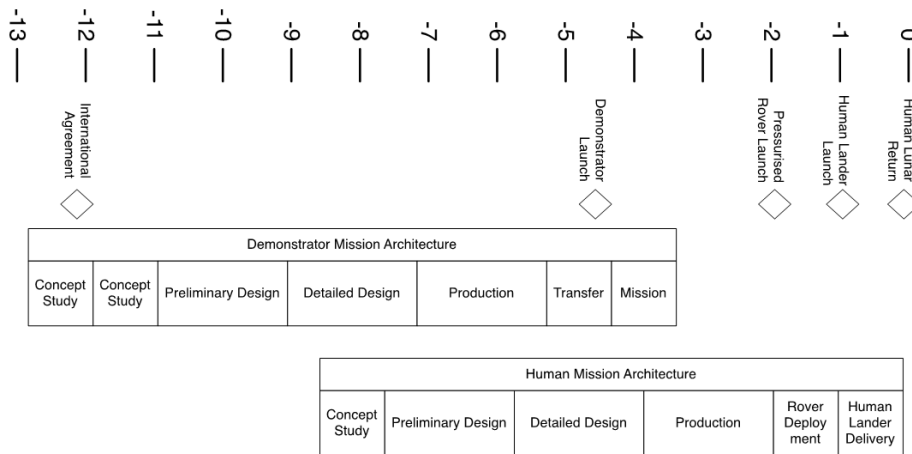 -13
-12
-11
-10
-9
-8
-7
-6
-5
-4
-3
-2
-1
0
International
Agreement
Demonstrator
Launch
Pressurised
Rover Launch
Human Lander
Launch
Human Lunar
Return
Demonstrator Mission Architecture
Concept
Study
Concept
Study
Preliminary Design
Detailed Design
Production
Transfer
Mission
Human Mission Architecture
Concept
Study
Preliminary Design
Detailed Design
Production
Rover
Deploy
ment
Human
Lander
Delivery